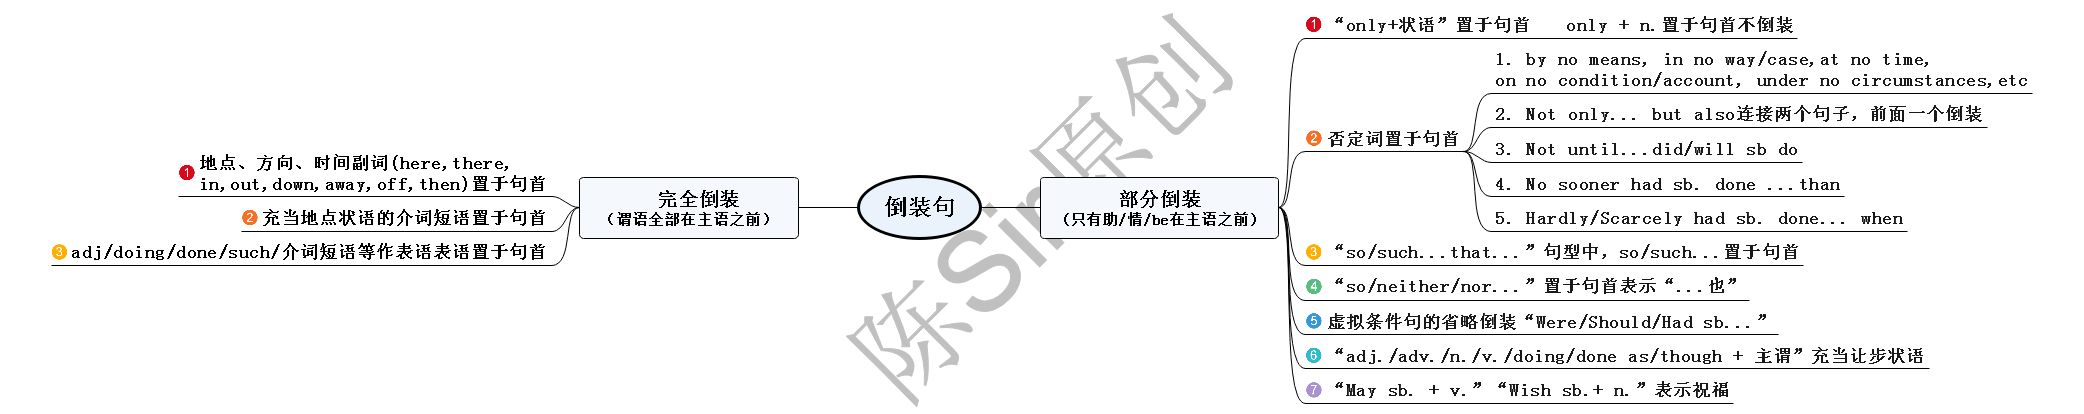 倒装句
完全倒装
（谓语全部在主语之前）
① 地点、方向、时间副词(here,there,
in,out,down,away,off,then)置于句首
② 充当地点状语的介词短语置于句首
③ adj/doing/done/such/介词短语等作表语表语置于句首
部分倒装
（只有助/情/be在主语之前）
① “only+状语”置于句首 only + n.置于句首不倒装
② 否定词置于句首
1. by no means, in no way/case,at no time,
on no condition/account, under no circumstances,etc
2. Not only... but also连接两个句子，前面一个倒装
3. Not until...did/will sb do
4. No sooner had sb. done ...than
5. Hardly/Scarcely had sb. done... when
③ “so/such...that...”句型中，so/such...置于句首
④ “so/neither/nor...”置于句首表示“...也”
⑤ 虚拟条件句的省略倒装“Were/Should/Had sb...”
⑥ “adj./adv./n./v./doing/done as/though + 主谓”充当让步状语
⑦ “May sb. + v.”“Wish sb.+ n.”表示祝福
陈Sir原创